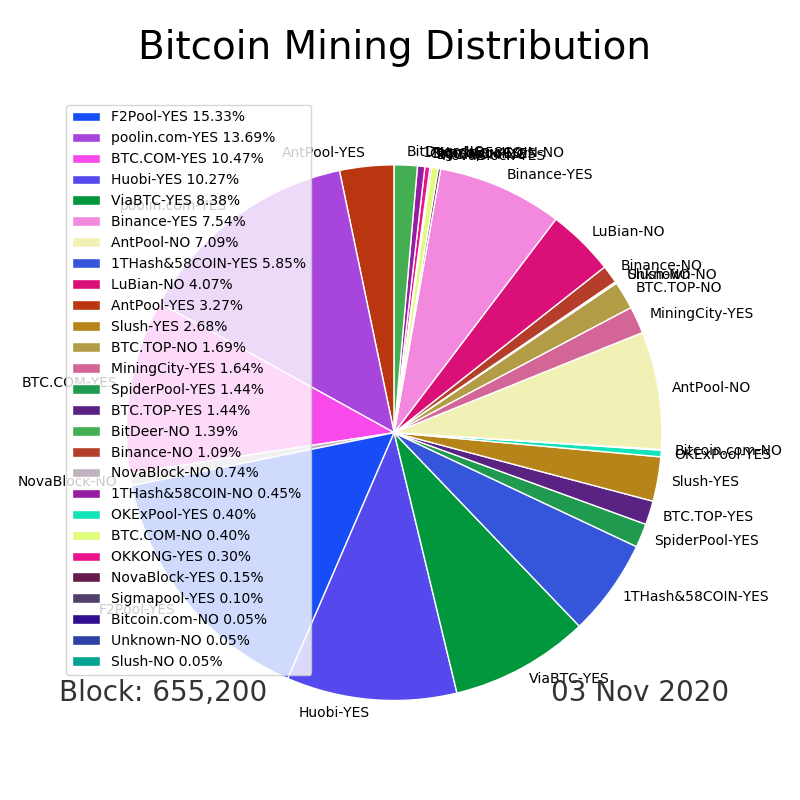 Bitcoin Mining Distribution
F2Pool-YES 15.33%
poolin.com-YES 13.69%
BTC.COM-YES 10.47%
Huobi-YES 10.27%
ViaBTC-YES 8.38%
Binance-YES 7.54%
AntPool-NO 7.09%
1THash&58COIN-YES 5.85%
LuBian-NO 4.07%
AntPool-YES 3.27%
Slush-YES 2.68%
BTC.TOP-NO 1.69%
MiningCity-YES 1.64%
SpiderPool-YES 1.44%
BTC.TOP-YES 1.44%
BitDeer-NO 1.39%
Binance-NO 1.09%
NovaBlock-NO 0.74%
1THash&58COIN-NO 0.45%
OKExPool-YES 0.40%
BTC.COM-NO 0.40%
OKKONG-YES 0.30%
NovaBlock-YES 0.15%
Sigmapool-YES 0.10%
Bitcoin.com-NO 0.05%
Unknown-NO 0.05%
Slush-NO 0.05%
AntPool-YES
poolin.com-YES
BTC.COM-YES
NovaBlock-NO
F2Pool-YES
Huobi-YES
ViaBTC-YES
1THash&58COIN-YES
SpiderPool-YES
BTC.TOP-YES
Slush-YES
OKExPool-YES
Bitcoin.com-NO
AntPool-NO
MiningCity-YES
BTC.TOP-NO
Binance-NO
LuBian-NO
Binance-YES
Block: 655,200
03 Nov 2020